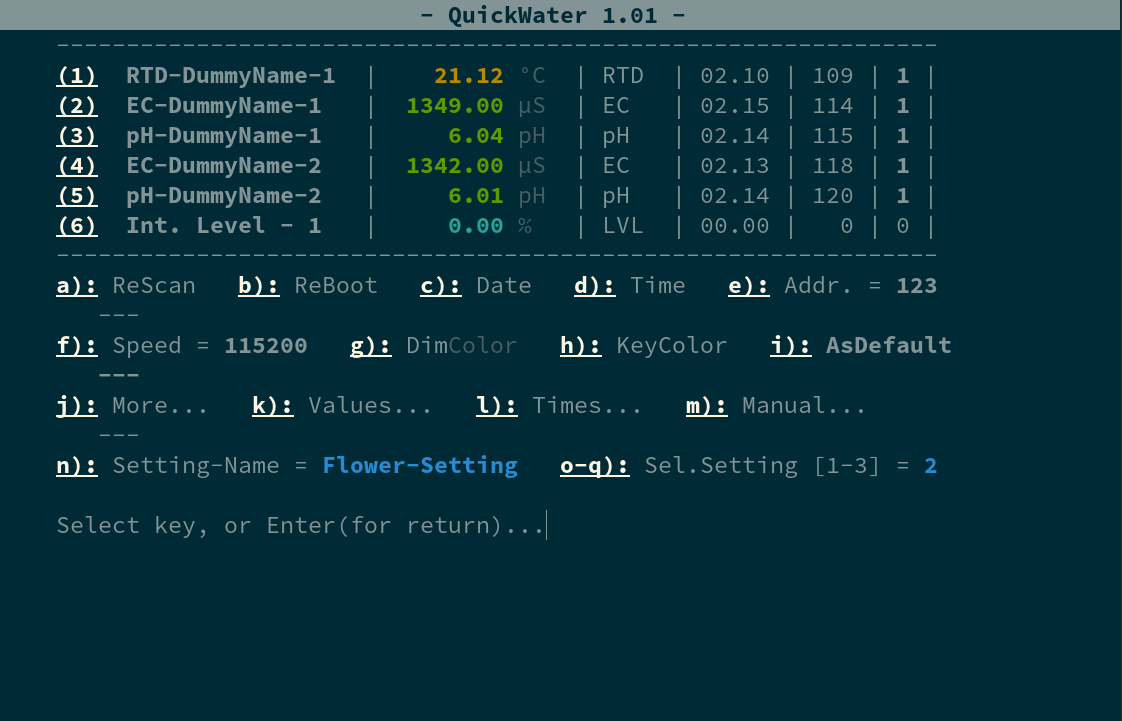 - QuickWater 1.01 -
---------------------------------------------------------------
(1)  RTD-DummyName-1  |    21.12 °C  | RTD  | 02.10 | 109 | 1 |
(2)  EC-DummyName-1   |  1349.00 µS  | EC   | 02.15 | 114 | 1 |
(3)  pH-DummyName-1   |     6.04 pH  | pH   | 02.14 | 115 | 1 |
(4)  EC-DummyName-2   |  1342.00 µS  | EC   | 02.13 | 118 | 1 |
(5)  pH-DummyName-2   |     6.01 pH  | pH   | 02.14 | 120 | 1 |
(6)  Int. Level - 1   |     0.00 %   | LVL  | 00.00 |   0 | 0 |
---------------------------------------------------------------
a): ReScan   b): ReBoot   c): Date   d): Time   e): Addr. = 123
---
f): Speed = 115200   g): DimColor   h): KeyColor   i): AsDefault
---
j): More...   k): Values...   l): Times...   m): Manual...
---
n): Setting-Name = Flower-Setting   o-q): Sel.Setting [1-3] = 2
Select key, or Enter(for return)...